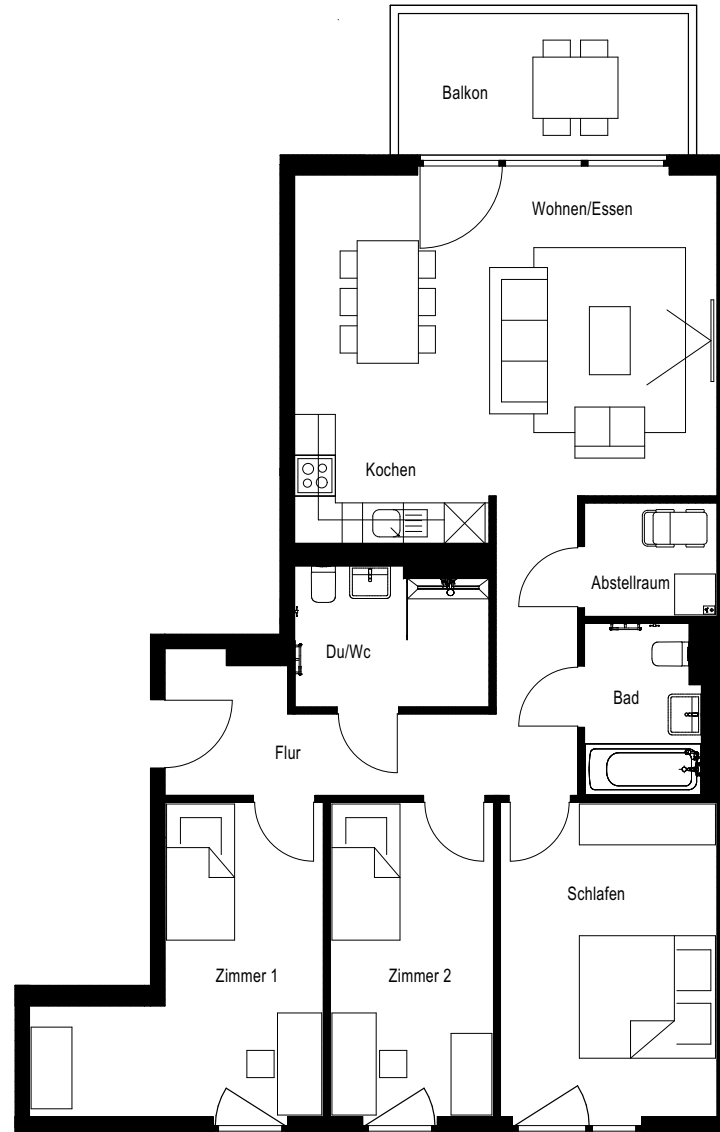 Balkon
Wohnen/Essen
Kochen
Abstellraum
Du/Wc
Bad
Flur
Schlafen
Zimmer 1
Zimmer 2